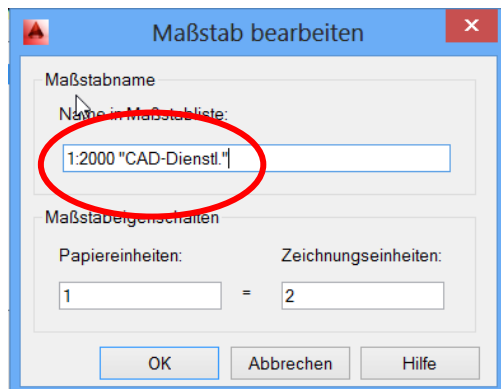 Maßstab bearbeiten
x
Maßstabname
Name in Maßstabliste:
1:2000 "CAD-Dienstl."
Maßstabeigenschaften
Papiereinheiten: Zeichnungseinheiten:
1 = 2
OK Abbrechen Hilfe